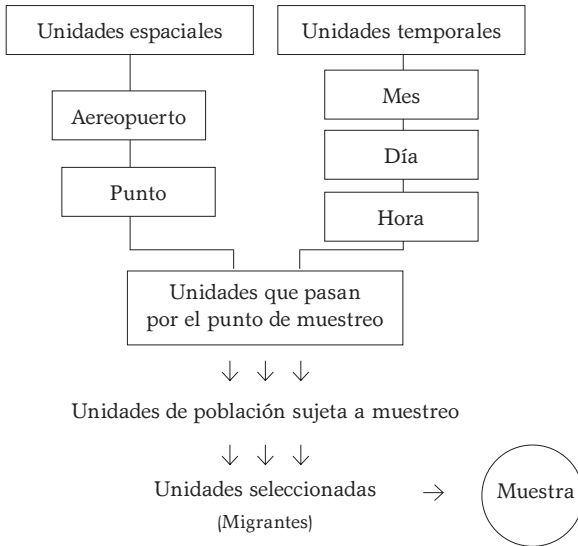 Unidades espaciales
Unidades temporales
Aereopuerto
Punto
Mes
Día
Hora
Unidades que pasan
por el punto de muestreo
Unidades de población sujeta a muestreo
Unidades seleccionadas
(Migrantes)
Muestra